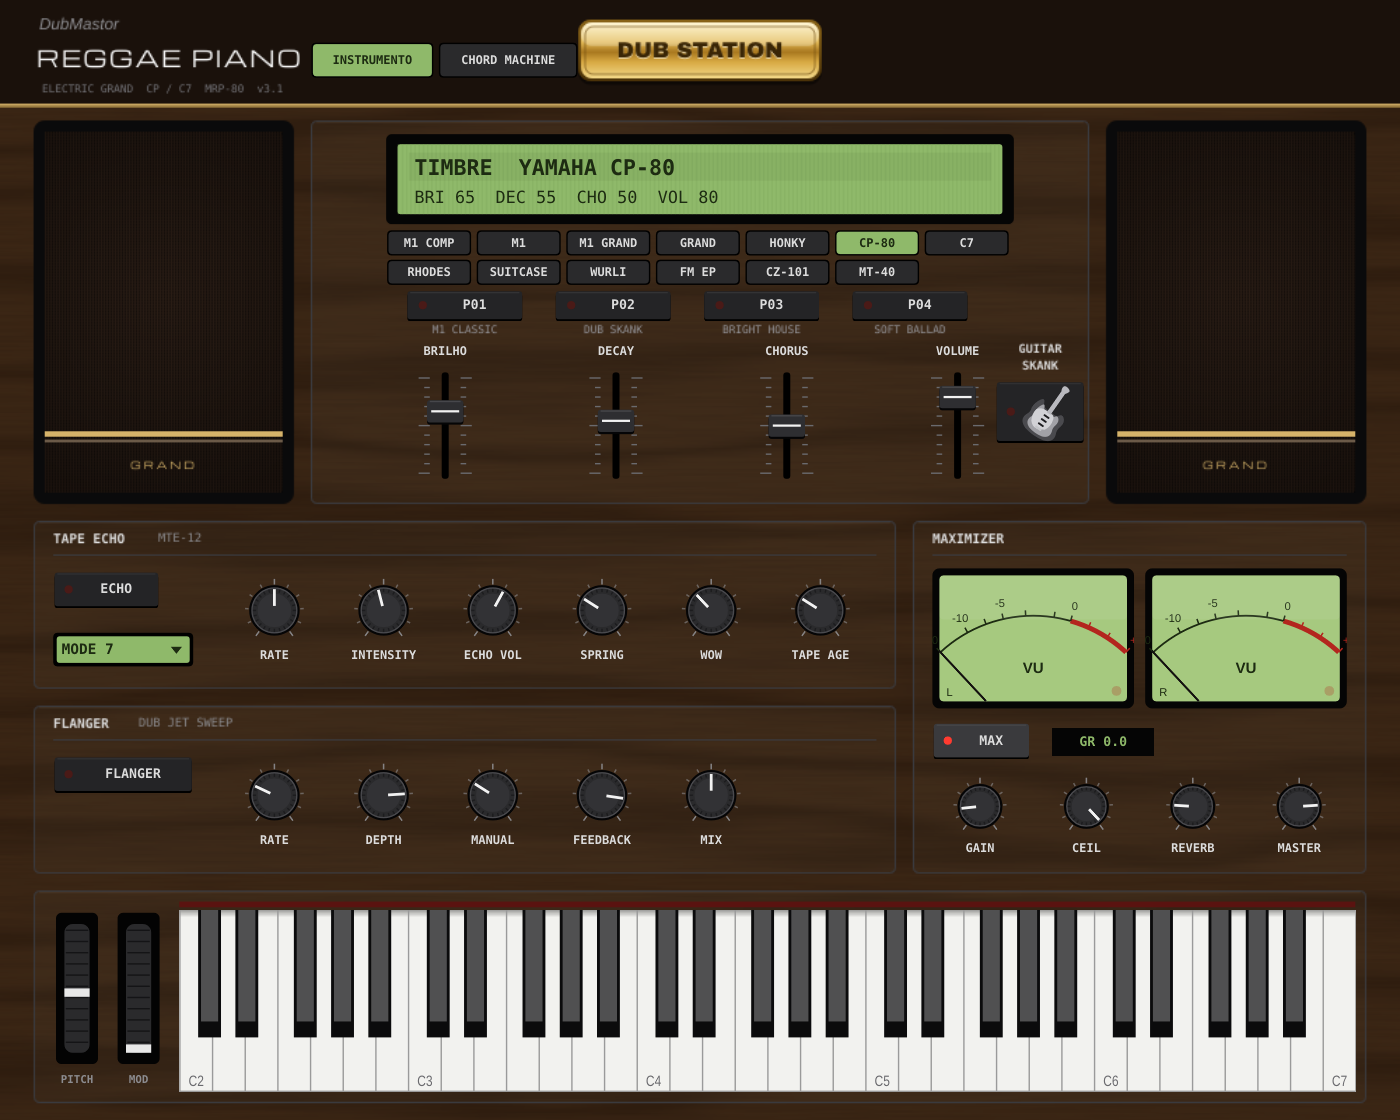 DubMastor
REGGAE PIANO
ELECTRIC GRAND CP / C7 MRP-80 v3.1
INSTRUMENTO
CHORD MACHINE
DUB STATION
TIMBRE YAMAHA CP-80
BRI 65 DEC 55 CHO 50 VOL 80
M1 COMP M1 M1 GRAND GRAND HONKY CP-80 C7
RHODES SUITCASE WURLI FM EP CZ-101 MT-40
P01 P02 P03 P04
M1 CLASSIC DUB SKANK BRIGHT HOUSE SOFT BALLAD
BRILHO DECAY CHORUS VOLUME
GUITAR
SKANK
GRAND
GRAND
TAPE ECHO MTE-12
ECHO
MODE 7
RATE INTENSITY ECHO VOL SPRING WOW TAPE AGE
FLANGER DUB JET SWEEP
FLANGER
RATE DEPTH MANUAL FEEDBACK MIX
MAXIMIZER
-10 -5 0
VU
L
-10 -5 0
VU
R
MAX
GR 0.0
GAIN CEIL REVERB MASTER
PITCH MOD
C2 C3 C4 C5 C6 C7